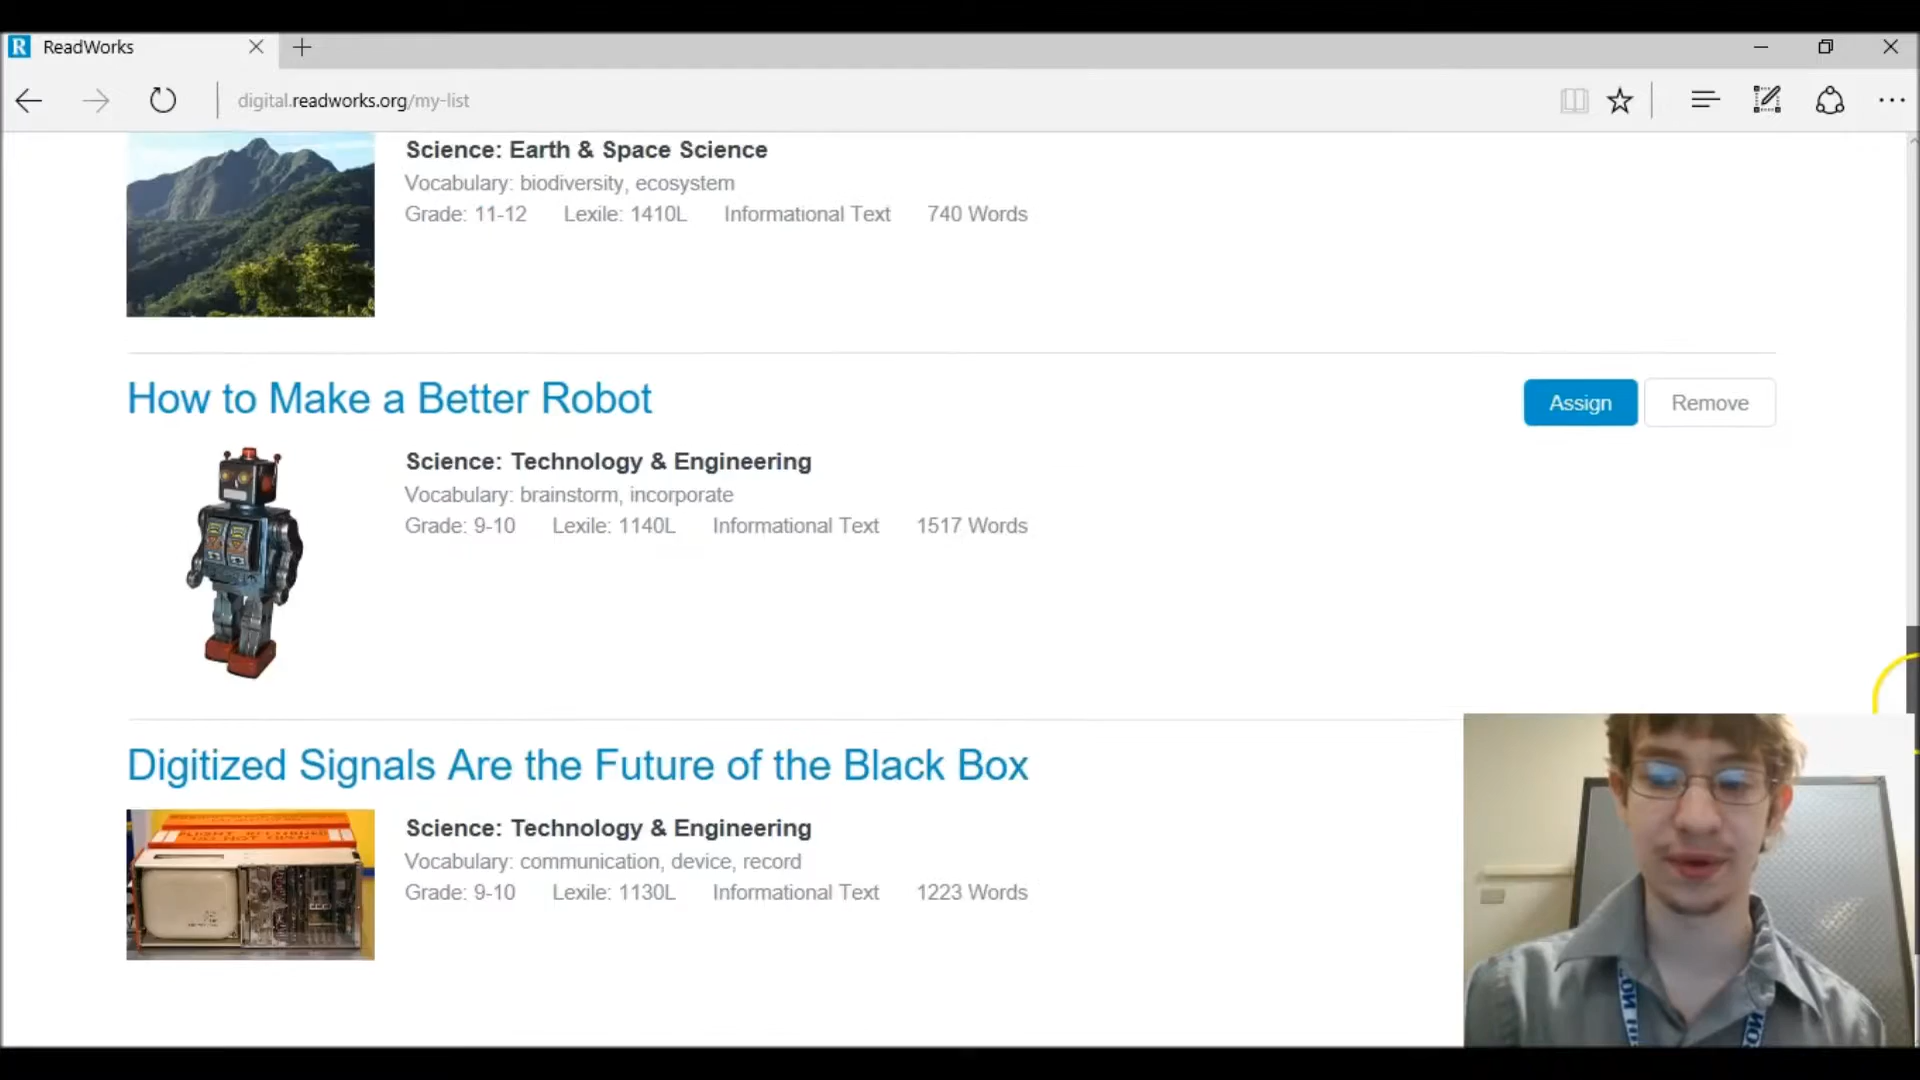 ReadWorks
digital.readworks.org/my-list
Science: Earth & Space Science
Vocabulary: biodiversity, ecosystem
Grade: 11-12 Lexile: 1410L Informational Text 740 Words
How to Make a Better Robot
Assign Remove
Science: Technology & Engineering
Vocabulary: brainstorm, incorporate
Grade: 9-10 Lexile: 1140L Informational Text 1517 Words
Digitized Signals Are the Future of the Black Box
Science: Technology & Engineering
Vocabulary: communication, device, record
Grade: 9-10 Lexile: 1130L Informational Text 1223 Words